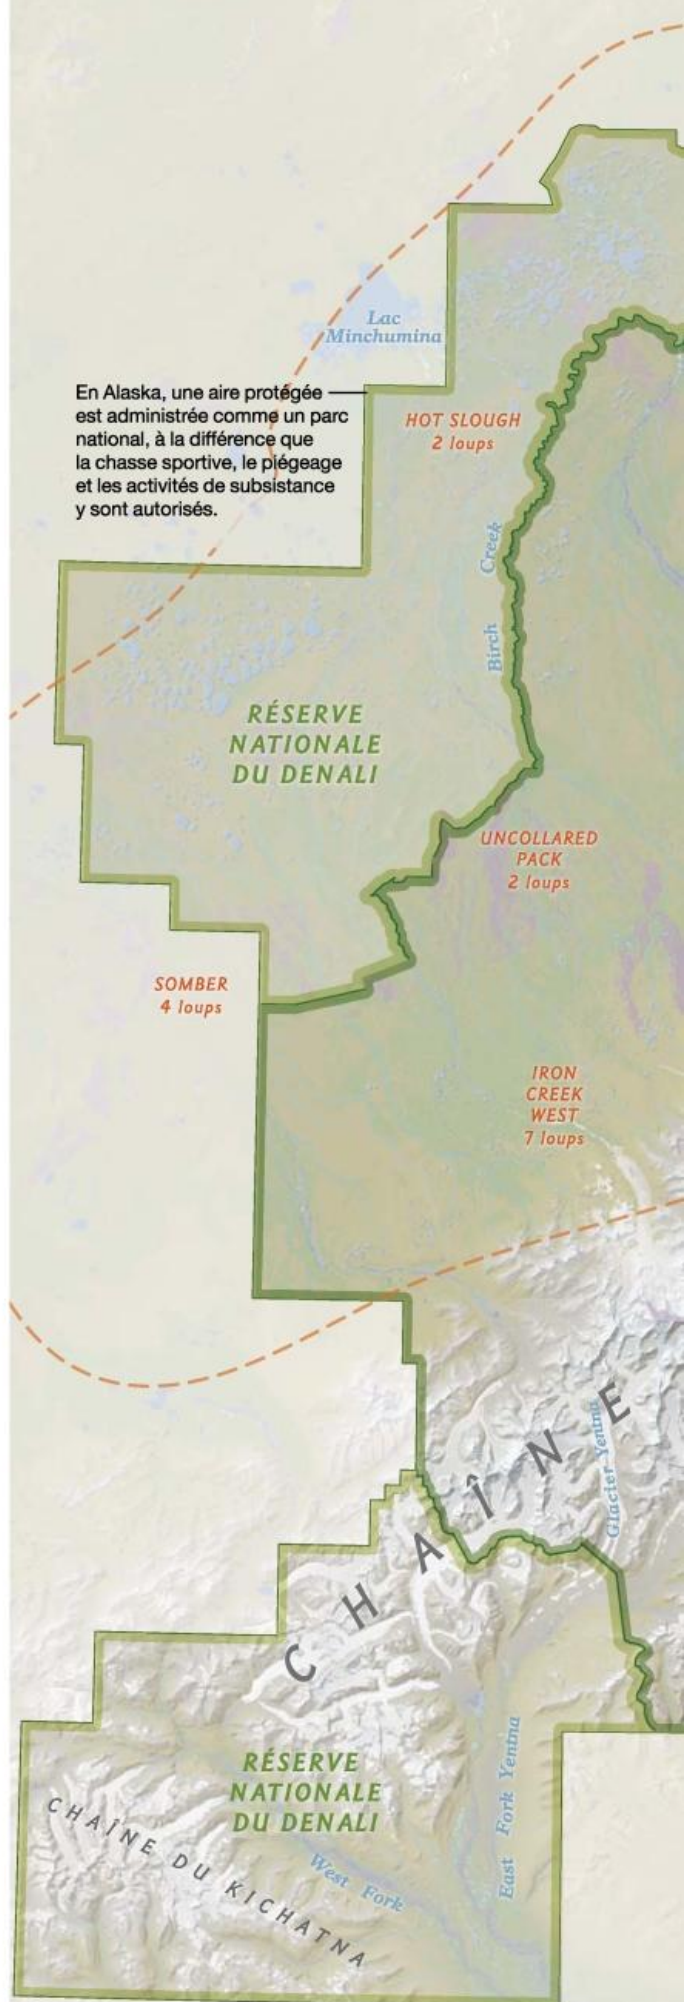 Lac
Minchumina
En Alaska, une aire protégée
est administrée comme un parc
national, à la différence que
la chasse sportive, le piégeage
et les activités de subsistance
y sont autorisés.
HOT SLOUGH
2 loups
Birch Creek
RÉSERVE
NATIONALE
DU DENALI
UNCOLLARED
PACK
2 loups
SOMBER
4 loups
IRON
CREEK
WEST
7 loups
CHAÎNE
Glacier Yentna
RÉSERVE
NATIONALE
DU DENALI
East Fork Yentna
CHAÎNE DU KICHATNA
West Fork